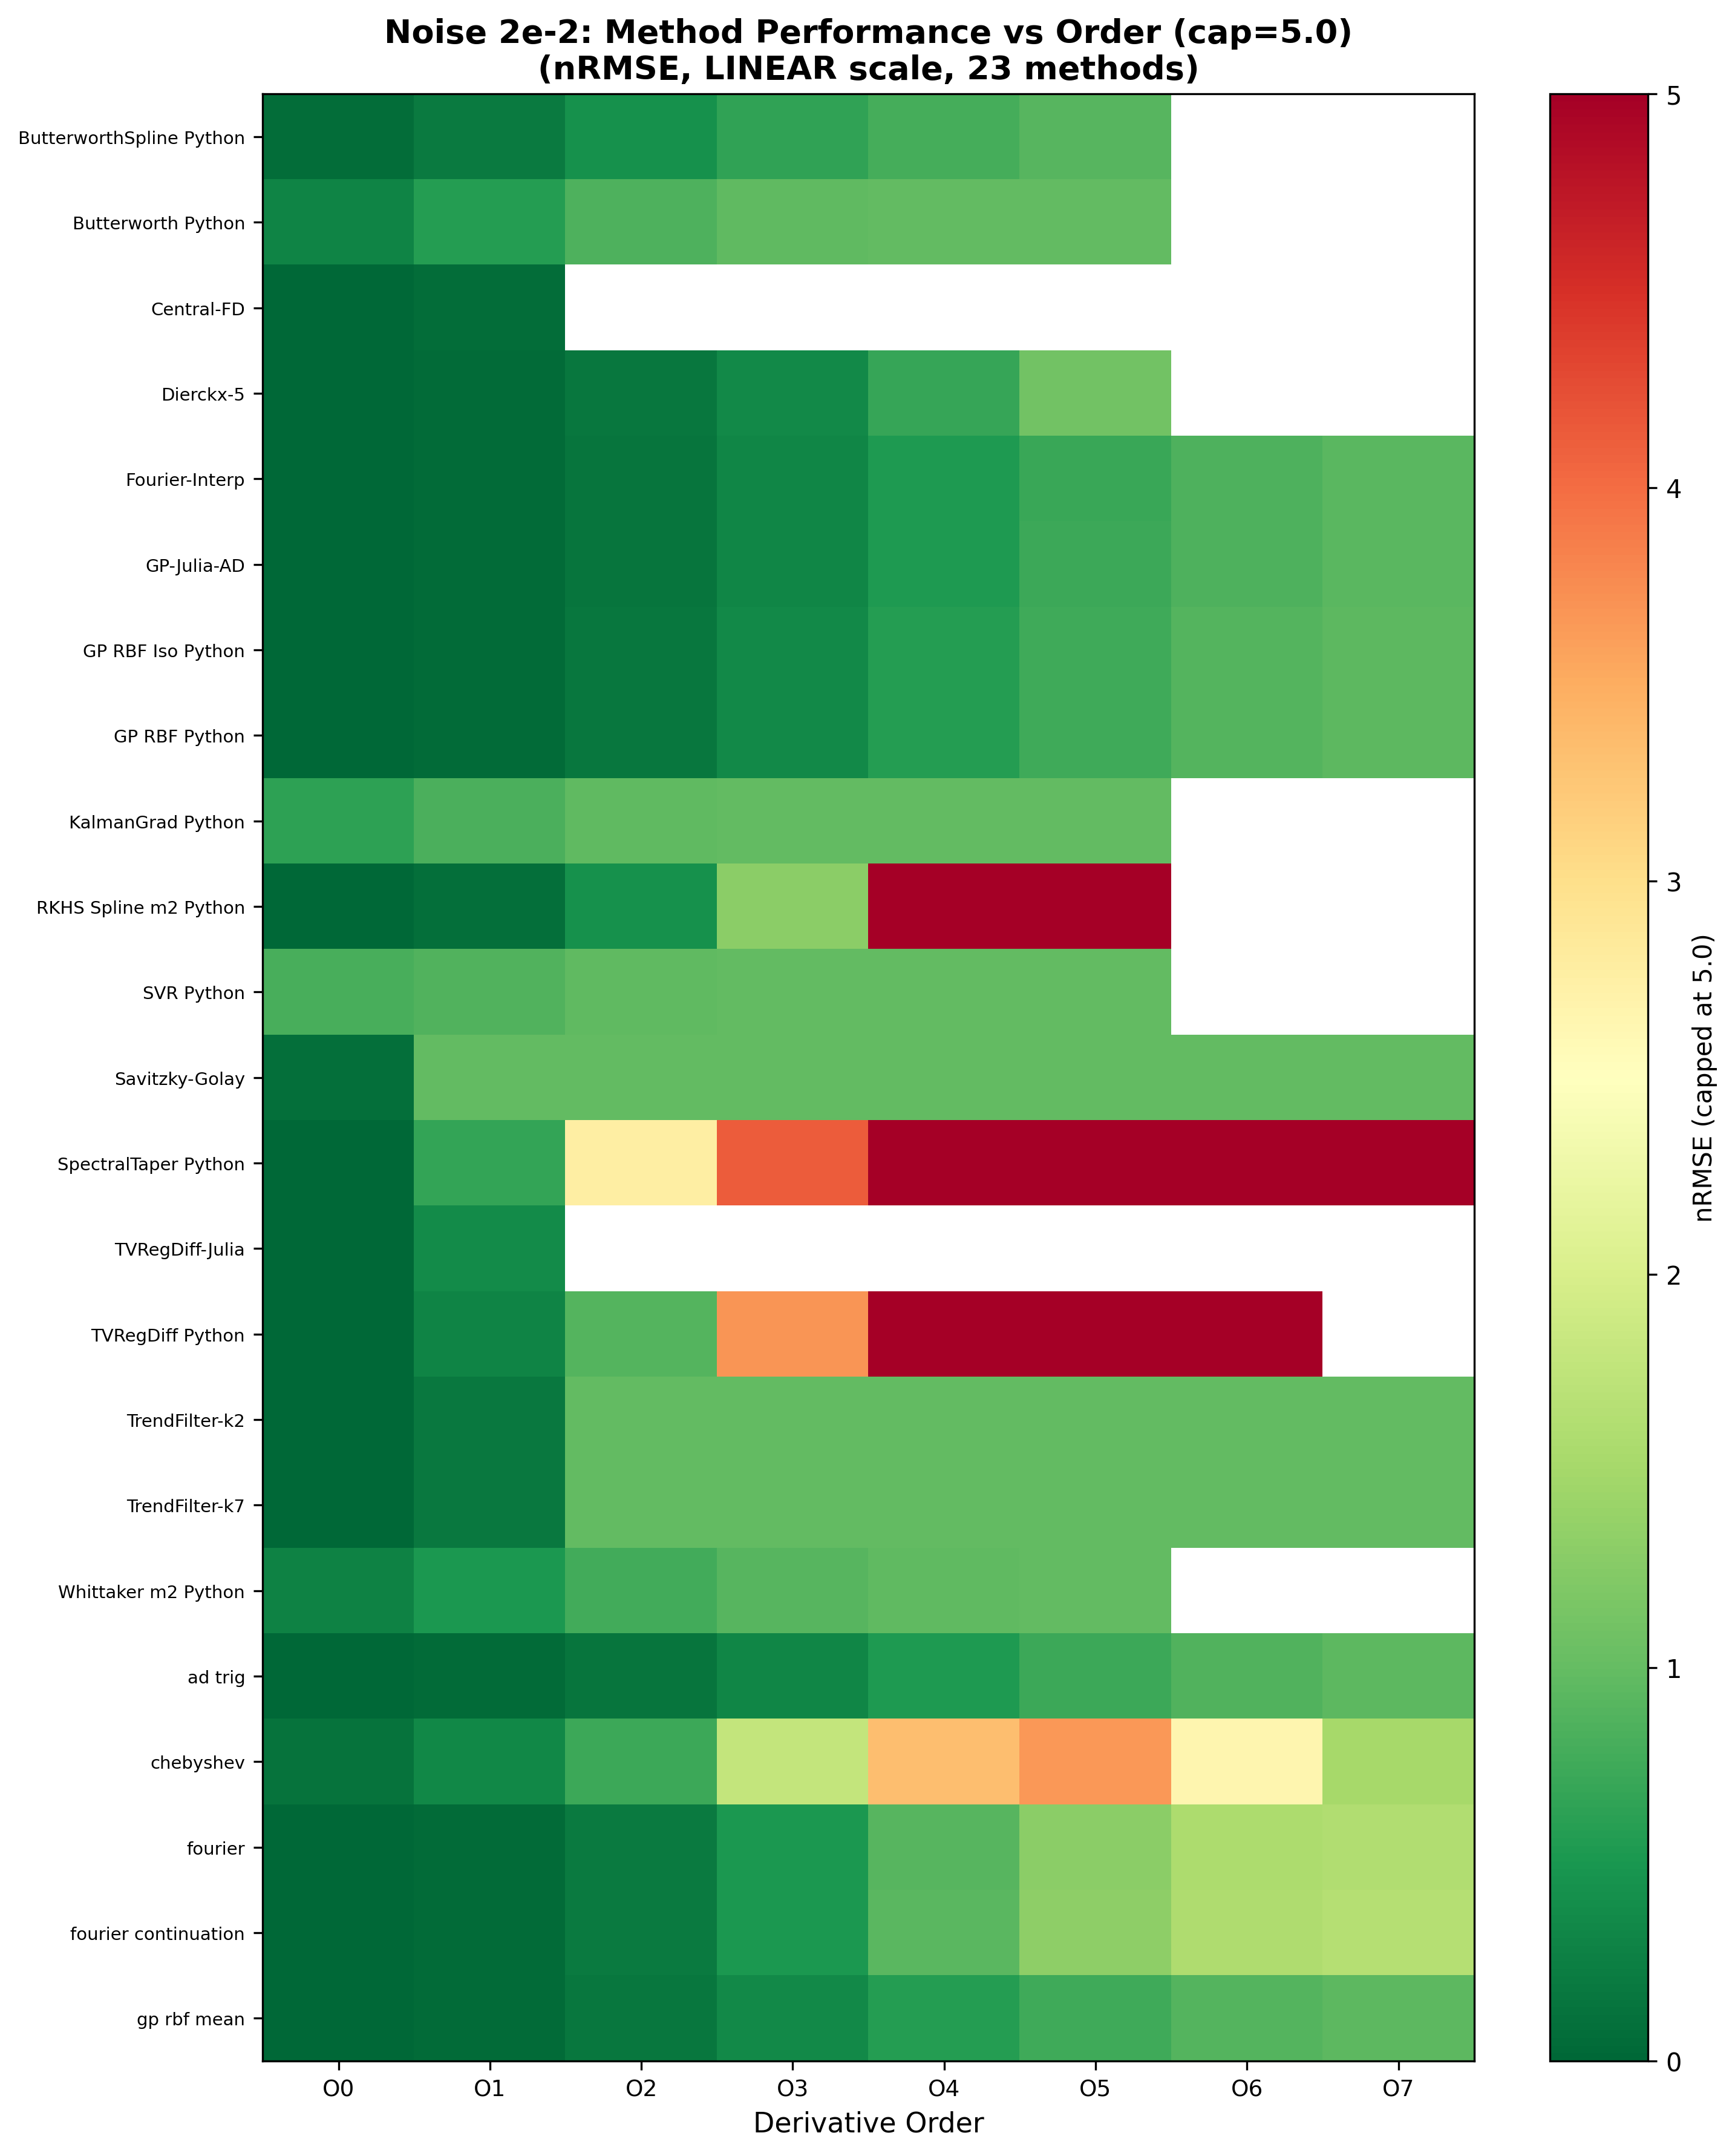 Noise 2e-2: Method Performance vs Order (cap=5.0)
(nRMSE, LINEAR scale, 23 methods)
ButterworthSpline Python
Butterworth Python
Central-FD
Dierckx-5
Fourier-Interp
GP-Julia-AD
GP RBF Iso Python
GP RBF Python
KalmanGrad Python
RKHS Spline m2 Python
SVR Python
Savitzky-Golay
SpectralTaper Python
TVRegDiff-Julia
TVRegDiff Python
TrendFilter-k2
TrendFilter-k7
Whittaker m2 Python
ad trig
chebyshev
fourier
fourier continuation
gp rbf mean
O0 O1 O2 O3 O4 O5 O6 O7
Derivative Order
5
4
3
2
1
0
nRMSE (capped at 5.0)